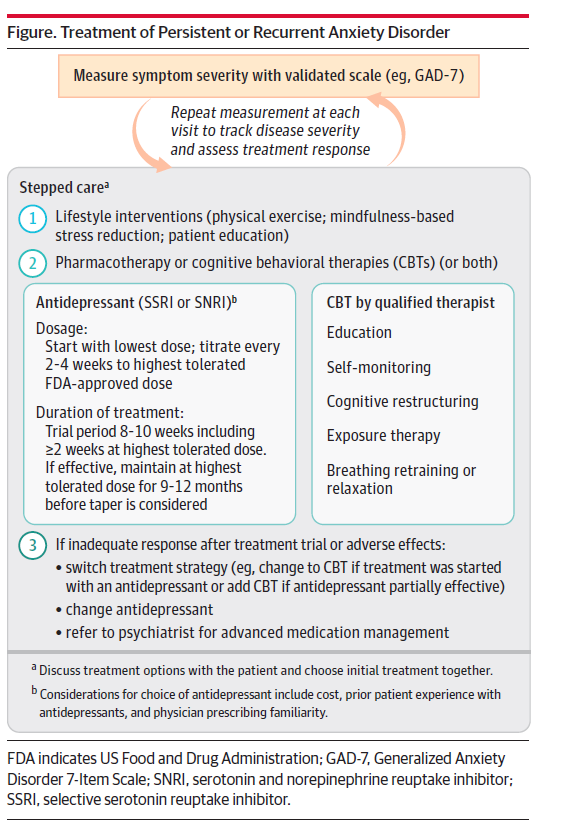 Figure. Treatment of Persistent or Recurrent Anxiety Disorder
Measure symptom severity with validated scale (eg, GAD-7)
Repeat measurement at each
visit to track disease severity
and assess treatment response
Stepped careᵃ
1 Lifestyle interventions (physical exercise; mindfulness-based
stress reduction; patient education)
2 Pharmacotherapy or cognitive behavioral therapies (CBTs) (or both)
Antidepressant (SSRI or SNRI)ᵇ
Dosage:
Start with lowest dose; titrate every
2-4 weeks to highest tolerated
FDA-approved dose
Duration of treatment:
Trial period 8-10 weeks including
≥2 weeks at highest tolerated dose.
If effective, maintain at highest
tolerated dose for 9-12 months
before taper is considered
CBT by qualified therapist
Education
Self-monitoring
Cognitive restructuring
Exposure therapy
Breathing retraining or
relaxation
3 If inadequate response after treatment trial or adverse effects:
• switch treatment strategy (eg, change to CBT if treatment was started
with an antidepressant or add CBT if antidepressant partially effective)
• change antidepressant
• refer to psychiatrist for advanced medication management
ᵃ Discuss treatment options with the patient and choose initial treatment together.
ᵇ Considerations for choice of antidepressant include cost, prior patient experience with
antidepressants, and physician prescribing familiarity.
FDA indicates US Food and Drug Administration; GAD-7, Generalized Anxiety
Disorder 7-Item Scale; SNRI, serotonin and norepinephrine reuptake inhibitor;
SSRI, selective serotonin reuptake inhibitor.